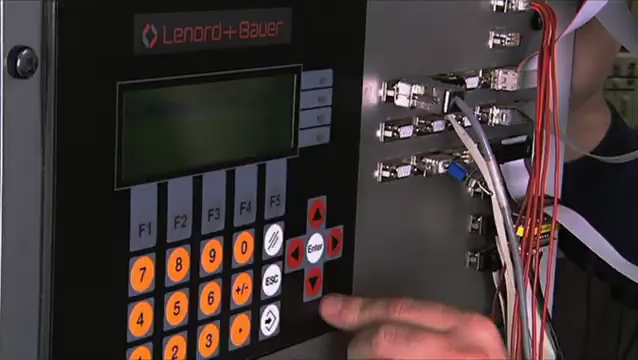 Lenord+Bauer
F1 F2 F3 F4 F5
7 8 9 0
4 5 6 +/- ESC
Enter
2 3 .